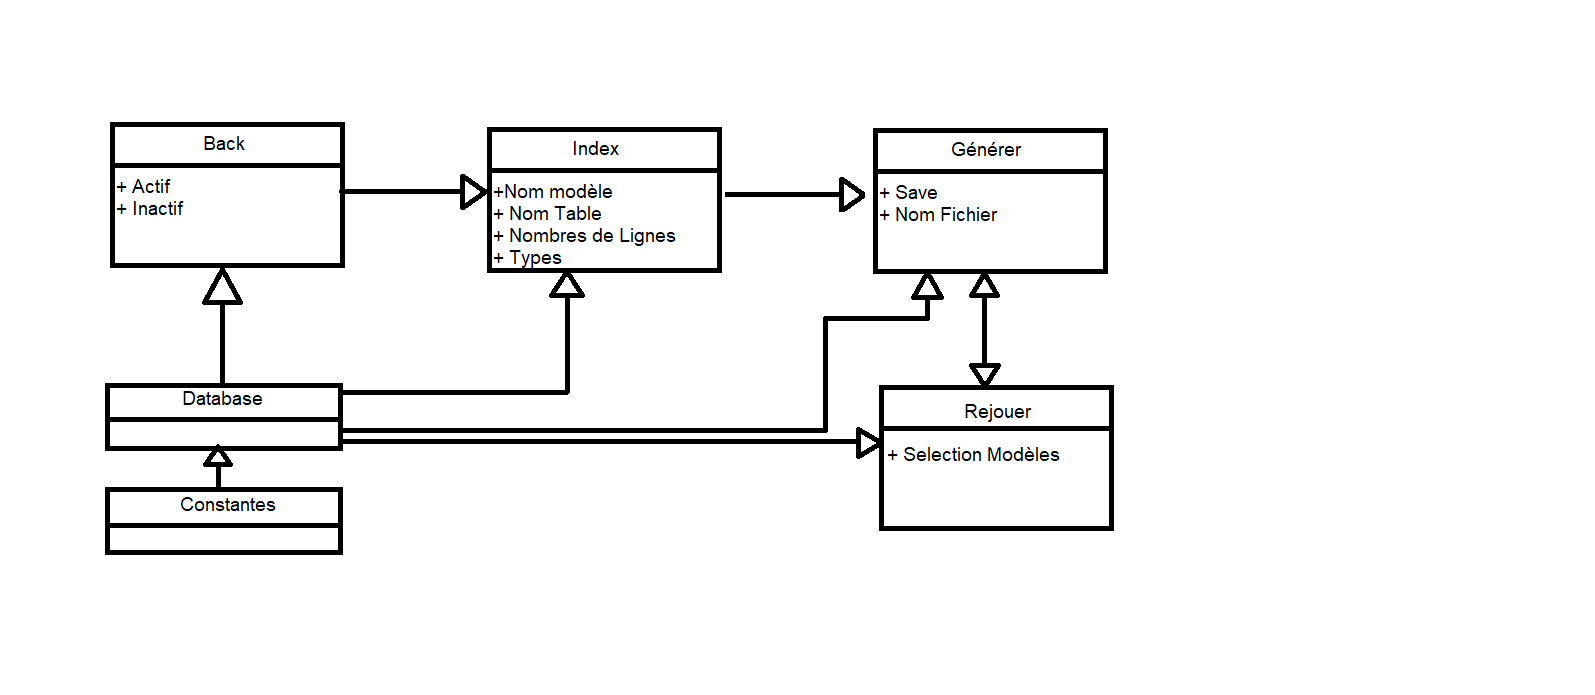 Back
+ Actif
+ Inactif
Index
+Nom modèle
+ Nom Table
+ Nombres de Lignes
+ Types
Générer
+ Save
+ Nom Fichier
Database
Constantes
Rejouer
+ Selection Modèles